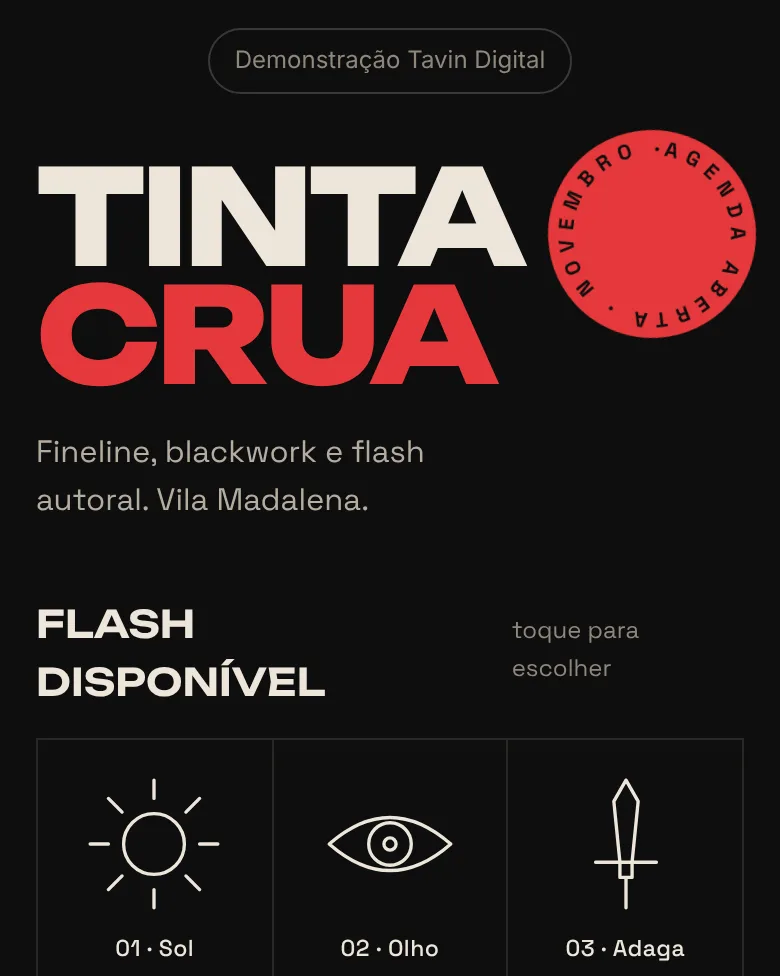 Demonstração Tavin Digital
TINTA
CRUA
AGENDA ABERTA · NOVEMBRO ·
Fineline, blackwork e flash
autoral. Vila Madalena.
FLASH
DISPONÍVEL
toque para
escolher
01 · Sol
02 · Olho
03 · Adaga